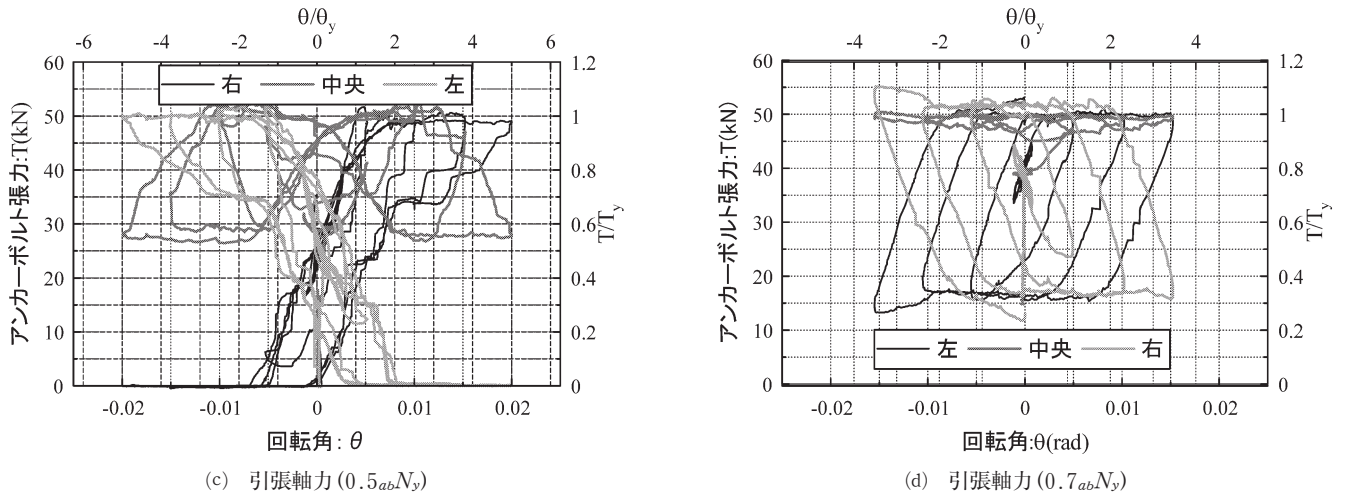 θ/θy
-6 -4 -2 0 2 4 6
60 50 40 30 20 10 0
アンカーボルト張力:T(kN)
右 中央 左
1.2 1 0.8 0.6 0.4 0.2 0
T/Ty
-0.02 -0.01 0 0.01 0.02
回転角: θ
(c) 引張軸力(0.5abNy)
θ/θy
-4 -2 0 2 4
60 50 40 30 20 10 0
アンカーボルト張力:T(kN)
左 中央 右
1.2 1 0.8 0.6 0.4 0.2 0
T/Ty
-0.02 -0.01 0 0.01 0.02
回転角:θ(rad)
(d) 引張軸力(0.7abNy)